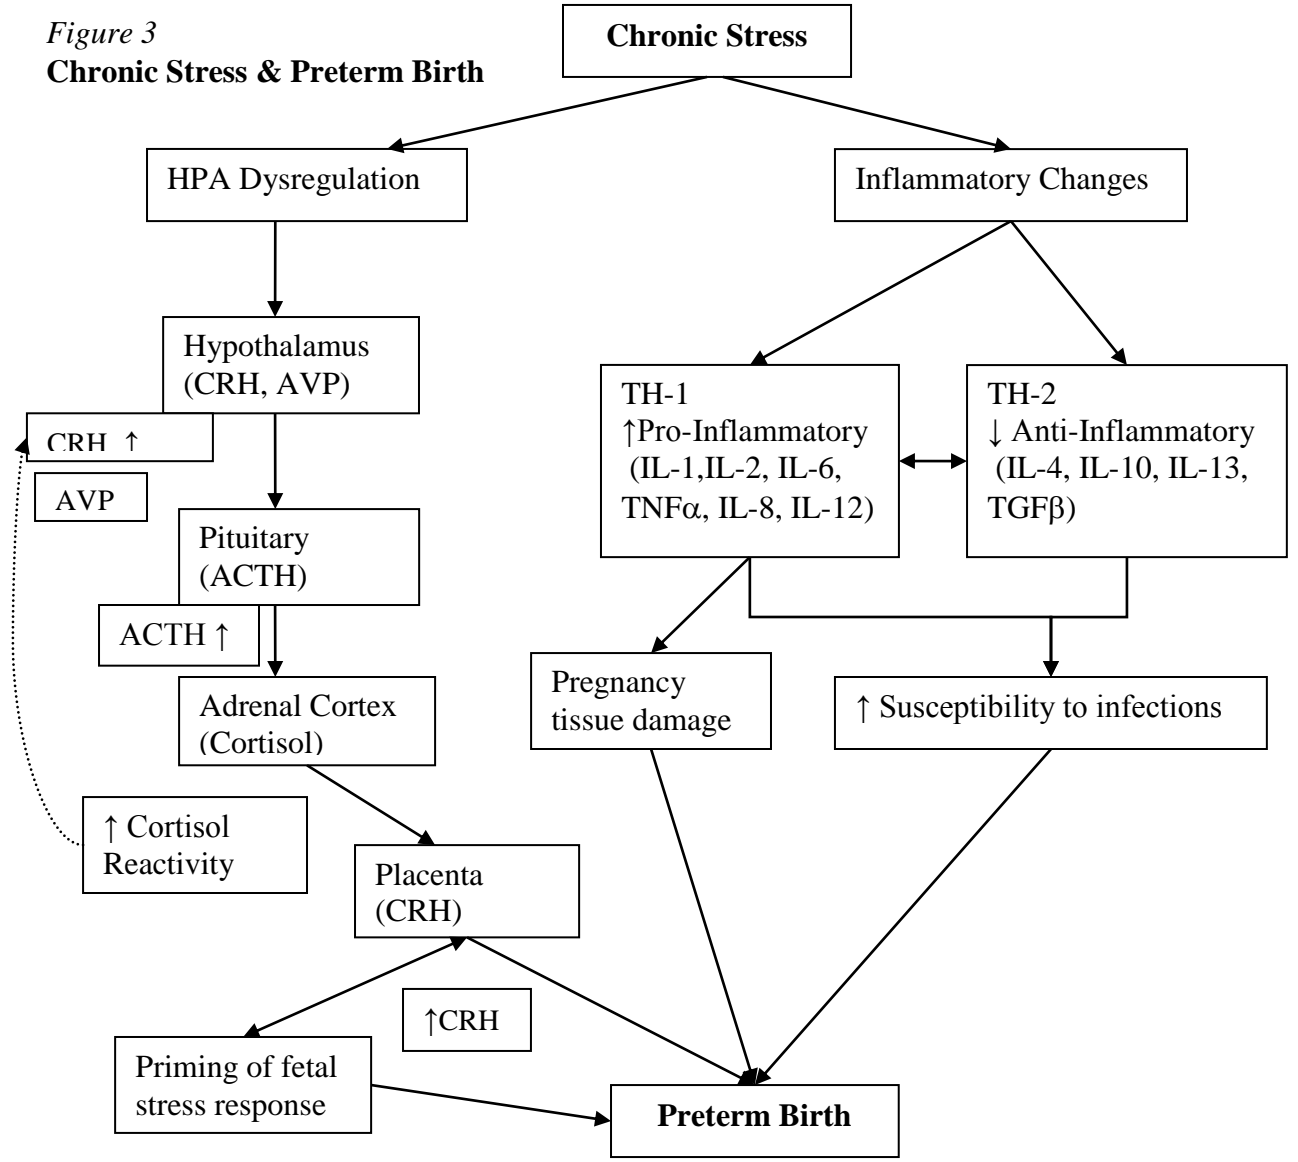 Figure 3
Chronic Stress & Preterm Birth
Chronic Stress
HPA Dysregulation
Inflammatory Changes
Hypothalamus
(CRH, AVP)
CRH ↑
AVP
Pituitary
(ACTH)
ACTH ↑
Adrenal Cortex
(Cortisol)
↑ Cortisol
Reactivity
Placenta
(CRH)
↑CRH
Priming of fetal
stress response
TH-1
↑Pro-Inflammatory
(IL-1,IL-2, IL-6,
TNFα, IL-8, IL-12)
TH-2
↓ Anti-Inflammatory
(IL-4, IL-10, IL-13,
TGFβ)
Pregnancy
tissue damage
↑ Susceptibility to infections
Preterm Birth